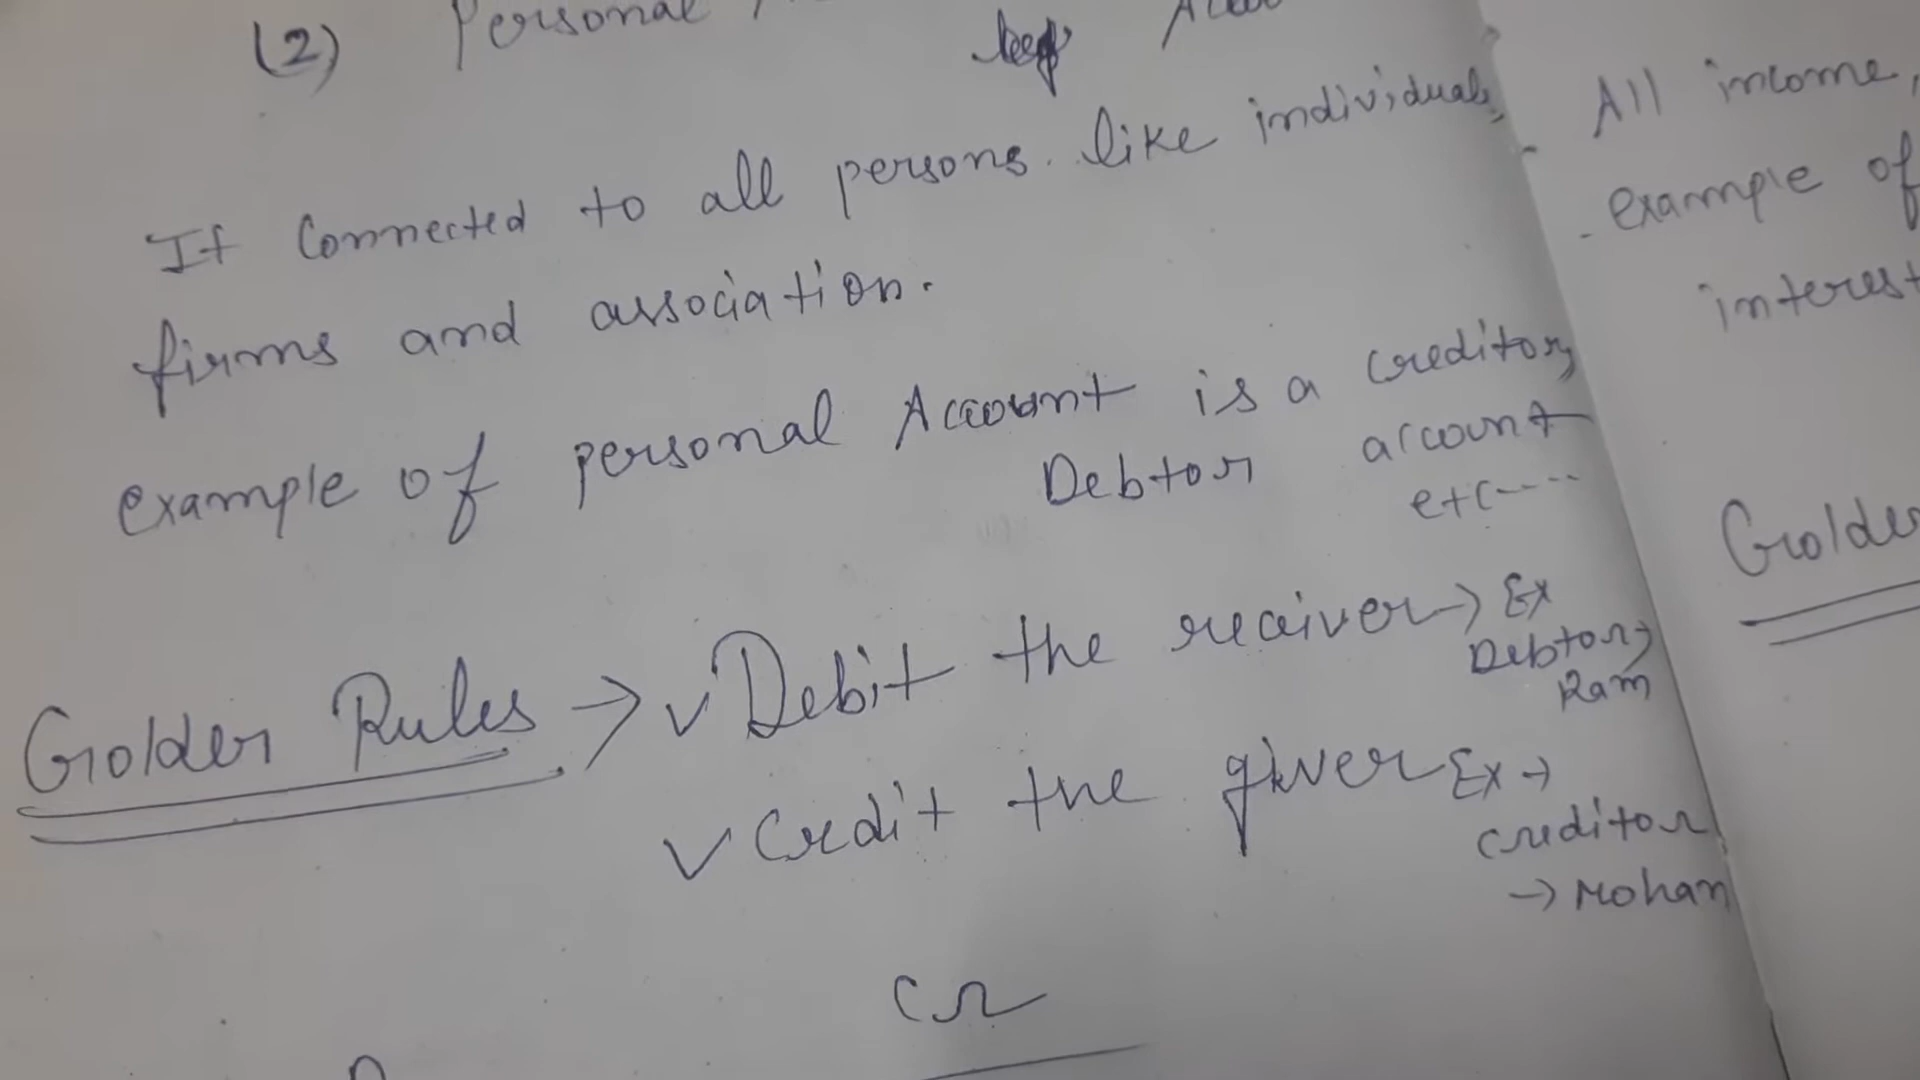 (2) Personal
If Connected to all persons. like individuals,
firms and association.
example of personal Account is a creditor,
Debtor account
etc----
Golden Rules → ✓ Debit the receiver → Ex
Debtor,
Ram
✓ Credit the giver Ex →
creditor
→ Mohan
Cr
- All income,
- example of
interest
Golden